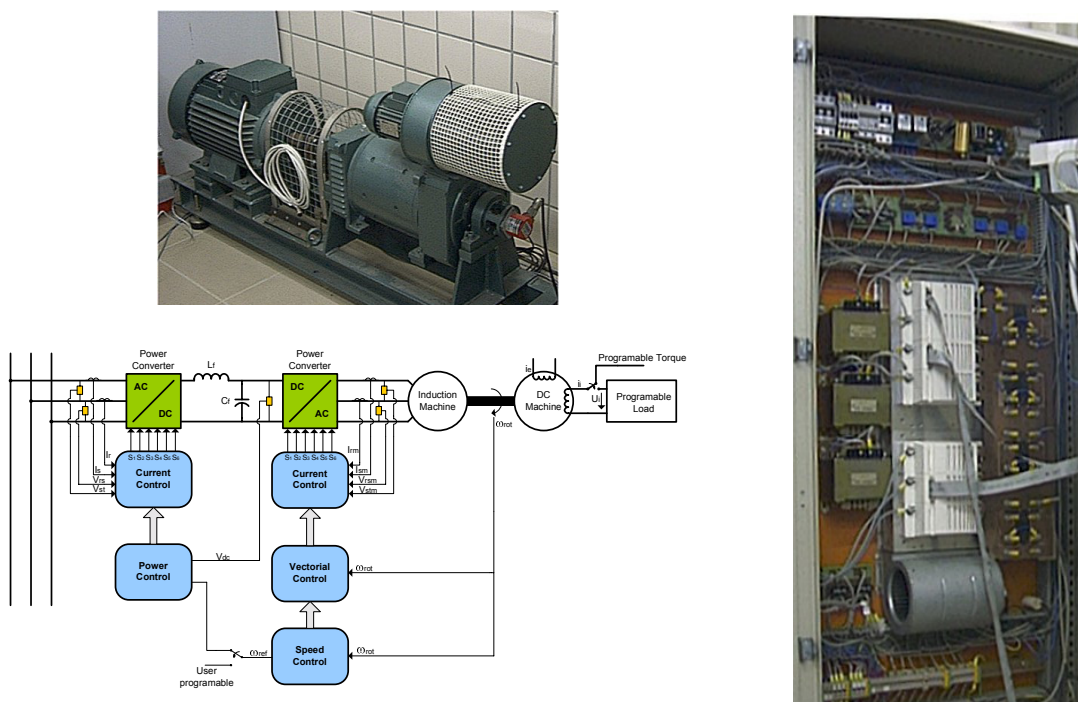 Power
Converter
Power
Converter
Lf
Cf
AC
DC
DC
AC
Induction
Machine
Ie
DC
Machine
Ii
Ui
Programable Torque
Programable
Load
ωrot
S1 S2 S3 S4 S5 S6
S1 S2 S3 S4 S5 S6
Ir
Is
Vrs
Vst
Current
Control
Current
Control
Irm
Ism
Vrsm
Vstm
Power
Control
Vdc
Vectorial
Control
ωrot
Speed
Control
ωrot
ωref
User
programable